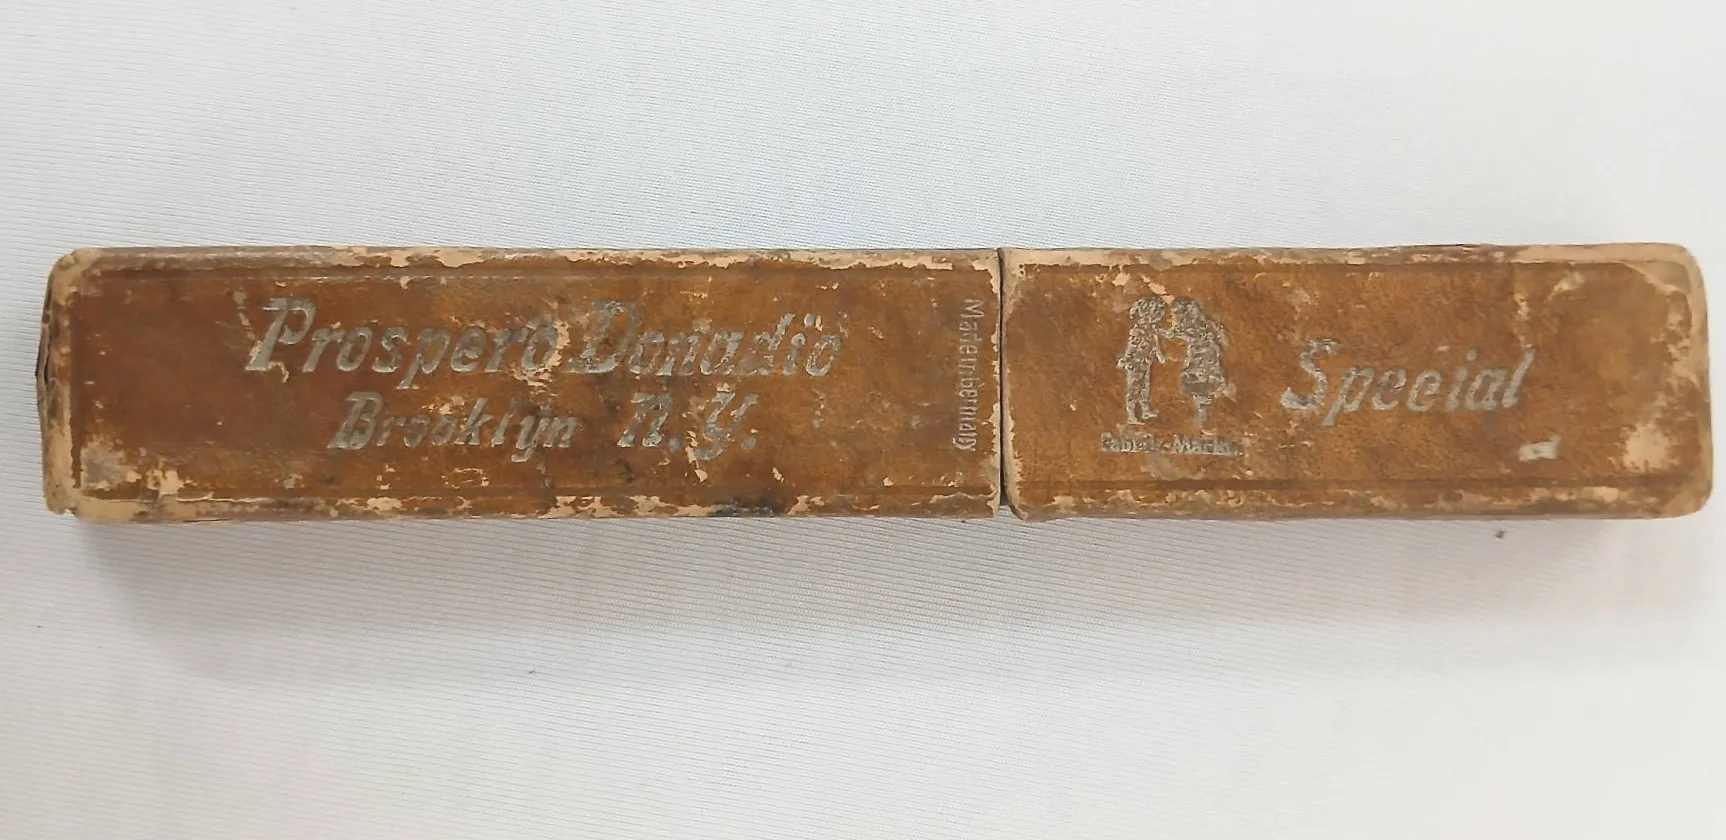 Prospero Donadio
Brooklyn N.Y.
Made in Germany
Fabrik-Marke.
Special